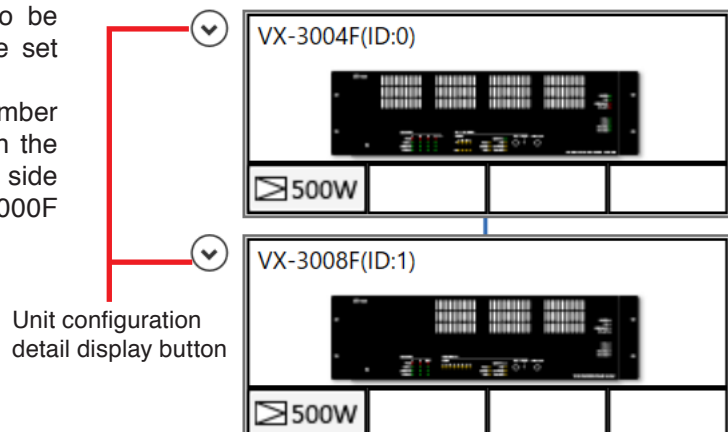 o be
e set
mber
n the
side
000F
VX-3004F(ID:0)
500W
VX-3008F(ID:1)
500W
Unit configuration
detail display button